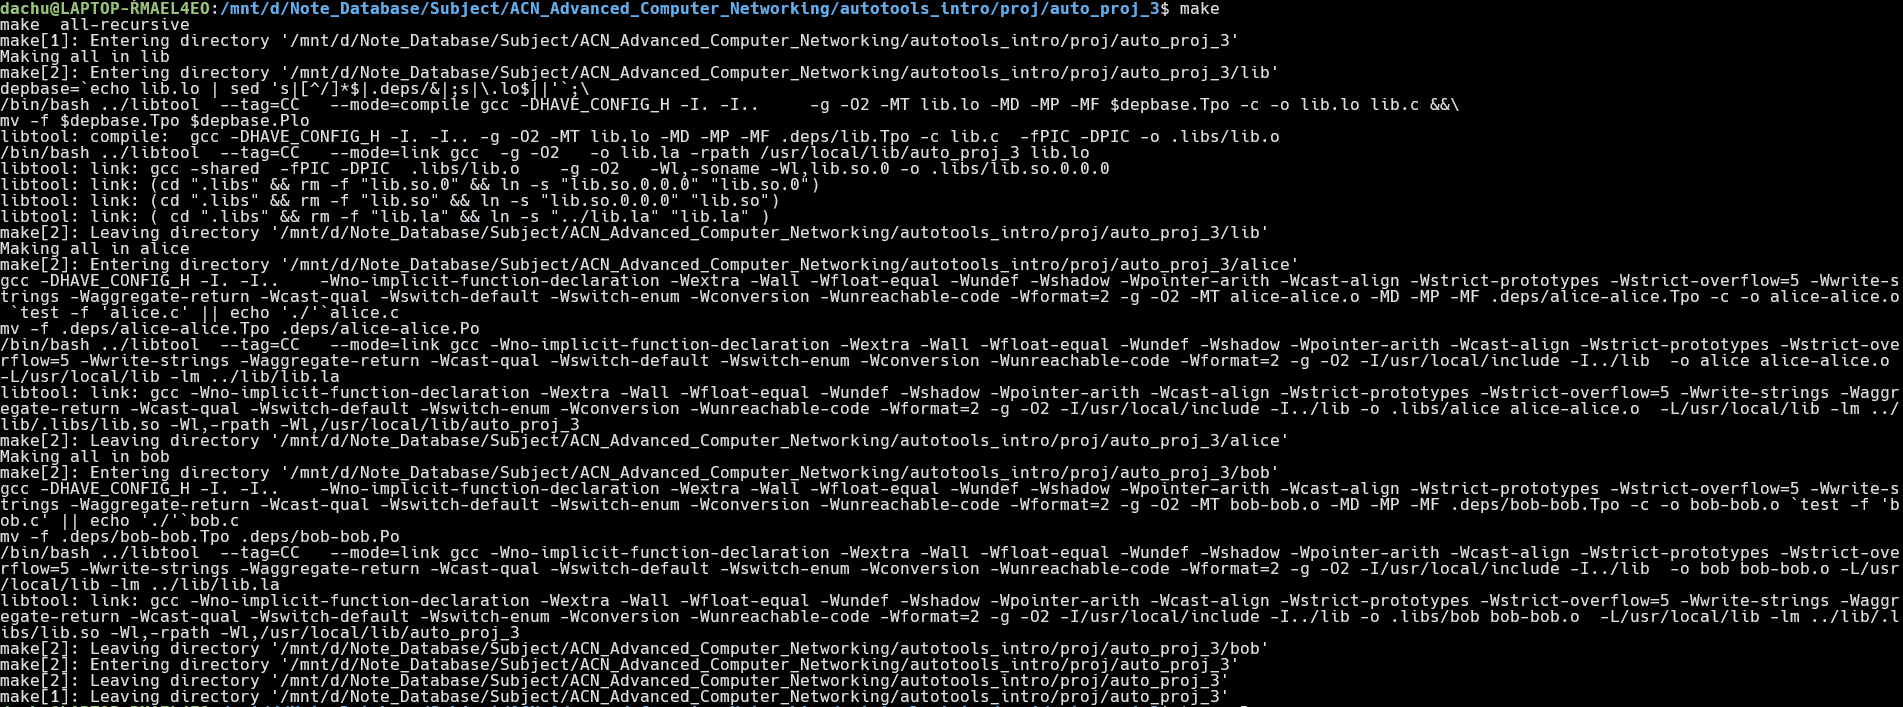 dachu@LAPTOP-RMAEL4EO:/mnt/d/Note_Database/Subject/ACN_Advanced_Computer_Networking/autotools_intro/proj/auto_proj_3$ make
make  all-recursive
make[1]: Entering directory '/mnt/d/Note_Database/Subject/ACN_Advanced_Computer_Networking/autotools_intro/proj/auto_proj_3'
Making all in lib
make[2]: Entering directory '/mnt/d/Note_Database/Subject/ACN_Advanced_Computer_Networking/autotools_intro/proj/auto_proj_3/lib'
depbase=`echo lib.lo | sed 's|[^/]*$|.deps/&|;s|\.lo$||'`;\
/bin/bash ../libtool  --tag=CC   --mode=compile gcc -DHAVE_CONFIG_H -I. -I..     -g -O2 -MT lib.lo -MD -MP -MF $depbase.Tpo -c -o lib.lo lib.c &&\
mv -f $depbase.Tpo $depbase.Plo
libtool: compile:  gcc -DHAVE_CONFIG_H -I. -I.. -g -O2 -MT lib.lo -MD -MP -MF .deps/lib.Tpo -c lib.c  -fPIC -DPIC -o .libs/lib.o
/bin/bash ../libtool  --tag=CC   --mode=link gcc  -g -O2   -o lib.la -rpath /usr/local/lib/auto_proj_3 lib.lo
libtool: link: gcc -shared  -fPIC -DPIC  .libs/lib.o    -g -O2   -Wl,-soname -Wl,lib.so.0 -o .libs/lib.so.0.0.0
libtool: link: (cd ".libs" && rm -f "lib.so.0" && ln -s "lib.so.0.0.0" "lib.so.0")
libtool: link: (cd ".libs" && rm -f "lib.so" && ln -s "lib.so.0.0.0" "lib.so")
libtool: link: ( cd ".libs" && rm -f "lib.la" && ln -s "../lib.la" "lib.la" )
make[2]: Leaving directory '/mnt/d/Note_Database/Subject/ACN_Advanced_Computer_Networking/autotools_intro/proj/auto_proj_3/lib'
Making all in alice
make[2]: Entering directory '/mnt/d/Note_Database/Subject/ACN_Advanced_Computer_Networking/autotools_intro/proj/auto_proj_3/alice'
gcc -DHAVE_CONFIG_H -I. -I..    -Wno-implicit-function-declaration -Wextra -Wall -Wfloat-equal -Wundef -Wshadow -Wpointer-arith -Wcast-align -Wstrict-prototypes -Wstrict-overflow=5 -Wwrite-s
trings -Waggregate-return -Wcast-qual -Wswitch-default -Wswitch-enum -Wconversion -Wunreachable-code -Wformat=2 -g -O2 -MT alice-alice.o -MD -MP -MF .deps/alice-alice.Tpo -c -o alice-alice.o
 `test -f 'alice.c' || echo './'`alice.c
mv -f .deps/alice-alice.Tpo .deps/alice-alice.Po
/bin/bash ../libtool  --tag=CC   --mode=link gcc -Wno-implicit-function-declaration -Wextra -Wall -Wfloat-equal -Wundef -Wshadow -Wpointer-arith -Wcast-align -Wstrict-prototypes -Wstrict-ove
rflow=5 -Wwrite-strings -Waggregate-return -Wcast-qual -Wswitch-default -Wswitch-enum -Wconversion -Wunreachable-code -Wformat=2 -g -O2 -I/usr/local/include -I../lib  -o alice alice-alice.o
-L/usr/local/lib -lm ../lib/lib.la
libtool: link: gcc -Wno-implicit-function-declaration -Wextra -Wall -Wfloat-equal -Wundef -Wshadow -Wpointer-arith -Wcast-align -Wstrict-prototypes -Wstrict-overflow=5 -Wwrite-strings -Waggr
egate-return -Wcast-qual -Wswitch-default -Wswitch-enum -Wconversion -Wunreachable-code -Wformat=2 -g -O2 -I/usr/local/include -I../lib -o .libs/alice alice-alice.o  -L/usr/local/lib -lm ../
lib/.libs/lib.so -Wl,-rpath -Wl,/usr/local/lib/auto_proj_3
make[2]: Leaving directory '/mnt/d/Note_Database/Subject/ACN_Advanced_Computer_Networking/autotools_intro/proj/auto_proj_3/alice'
Making all in bob
make[2]: Entering directory '/mnt/d/Note_Database/Subject/ACN_Advanced_Computer_Networking/autotools_intro/proj/auto_proj_3/bob'
gcc -DHAVE_CONFIG_H -I. -I..    -Wno-implicit-function-declaration -Wextra -Wall -Wfloat-equal -Wundef -Wshadow -Wpointer-arith -Wcast-align -Wstrict-prototypes -Wstrict-overflow=5 -Wwrite-s
trings -Waggregate-return -Wcast-qual -Wswitch-default -Wswitch-enum -Wconversion -Wunreachable-code -Wformat=2 -g -O2 -MT bob-bob.o -MD -MP -MF .deps/bob-bob.Tpo -c -o bob-bob.o `test -f 'b
ob.c' || echo './'`bob.c
mv -f .deps/bob-bob.Tpo .deps/bob-bob.Po
/bin/bash ../libtool  --tag=CC   --mode=link gcc -Wno-implicit-function-declaration -Wextra -Wall -Wfloat-equal -Wundef -Wshadow -Wpointer-arith -Wcast-align -Wstrict-prototypes -Wstrict-ove
rflow=5 -Wwrite-strings -Waggregate-return -Wcast-qual -Wswitch-default -Wswitch-enum -Wconversion -Wunreachable-code -Wformat=2 -g -O2 -I/usr/local/include -I../lib  -o bob bob-bob.o -L/usr
/local/lib -lm ../lib/lib.la
libtool: link: gcc -Wno-implicit-function-declaration -Wextra -Wall -Wfloat-equal -Wundef -Wshadow -Wpointer-arith -Wcast-align -Wstrict-prototypes -Wstrict-overflow=5 -Wwrite-strings -Waggr
egate-return -Wcast-qual -Wswitch-default -Wswitch-enum -Wconversion -Wunreachable-code -Wformat=2 -g -O2 -I/usr/local/include -I../lib -o .libs/bob bob-bob.o  -L/usr/local/lib -lm ../lib/.l
ibs/lib.so -Wl,-rpath -Wl,/usr/local/lib/auto_proj_3
make[2]: Leaving directory '/mnt/d/Note_Database/Subject/ACN_Advanced_Computer_Networking/autotools_intro/proj/auto_proj_3/bob'
make[2]: Entering directory '/mnt/d/Note_Database/Subject/ACN_Advanced_Computer_Networking/autotools_intro/proj/auto_proj_3'
make[2]: Leaving directory '/mnt/d/Note_Database/Subject/ACN_Advanced_Computer_Networking/autotools_intro/proj/auto_proj_3'
make[1]: Leaving directory '/mnt/d/Note_Database/Subject/ACN_Advanced_Computer_Networking/autotools_intro/proj/auto_proj_3'